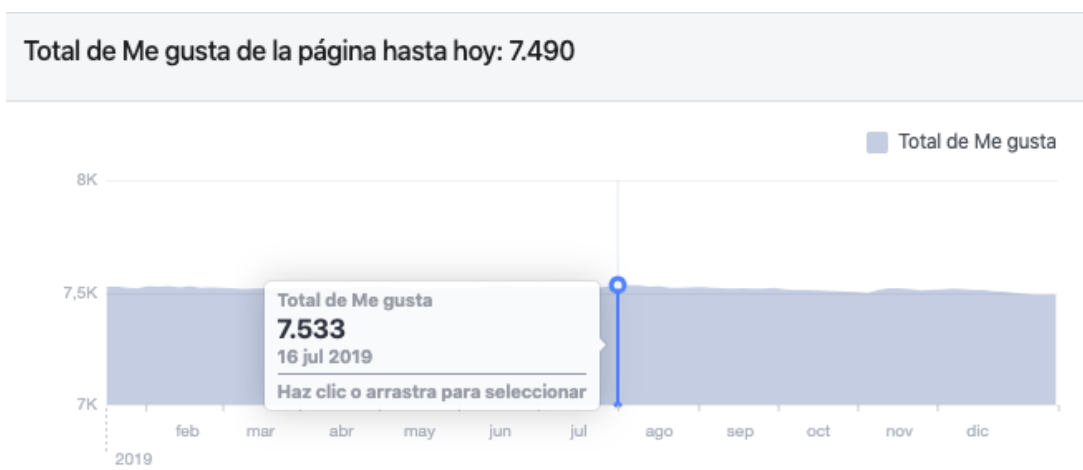 Total de Me gusta de la página hasta hoy: 7.490
Total de Me gusta
8K
7,5K
7K
Total de Me gusta
7.533
16 jul 2019
Haz clic o arrastra para seleccionar
feb mar abr may jun jul ago sep oct nov dic
2019